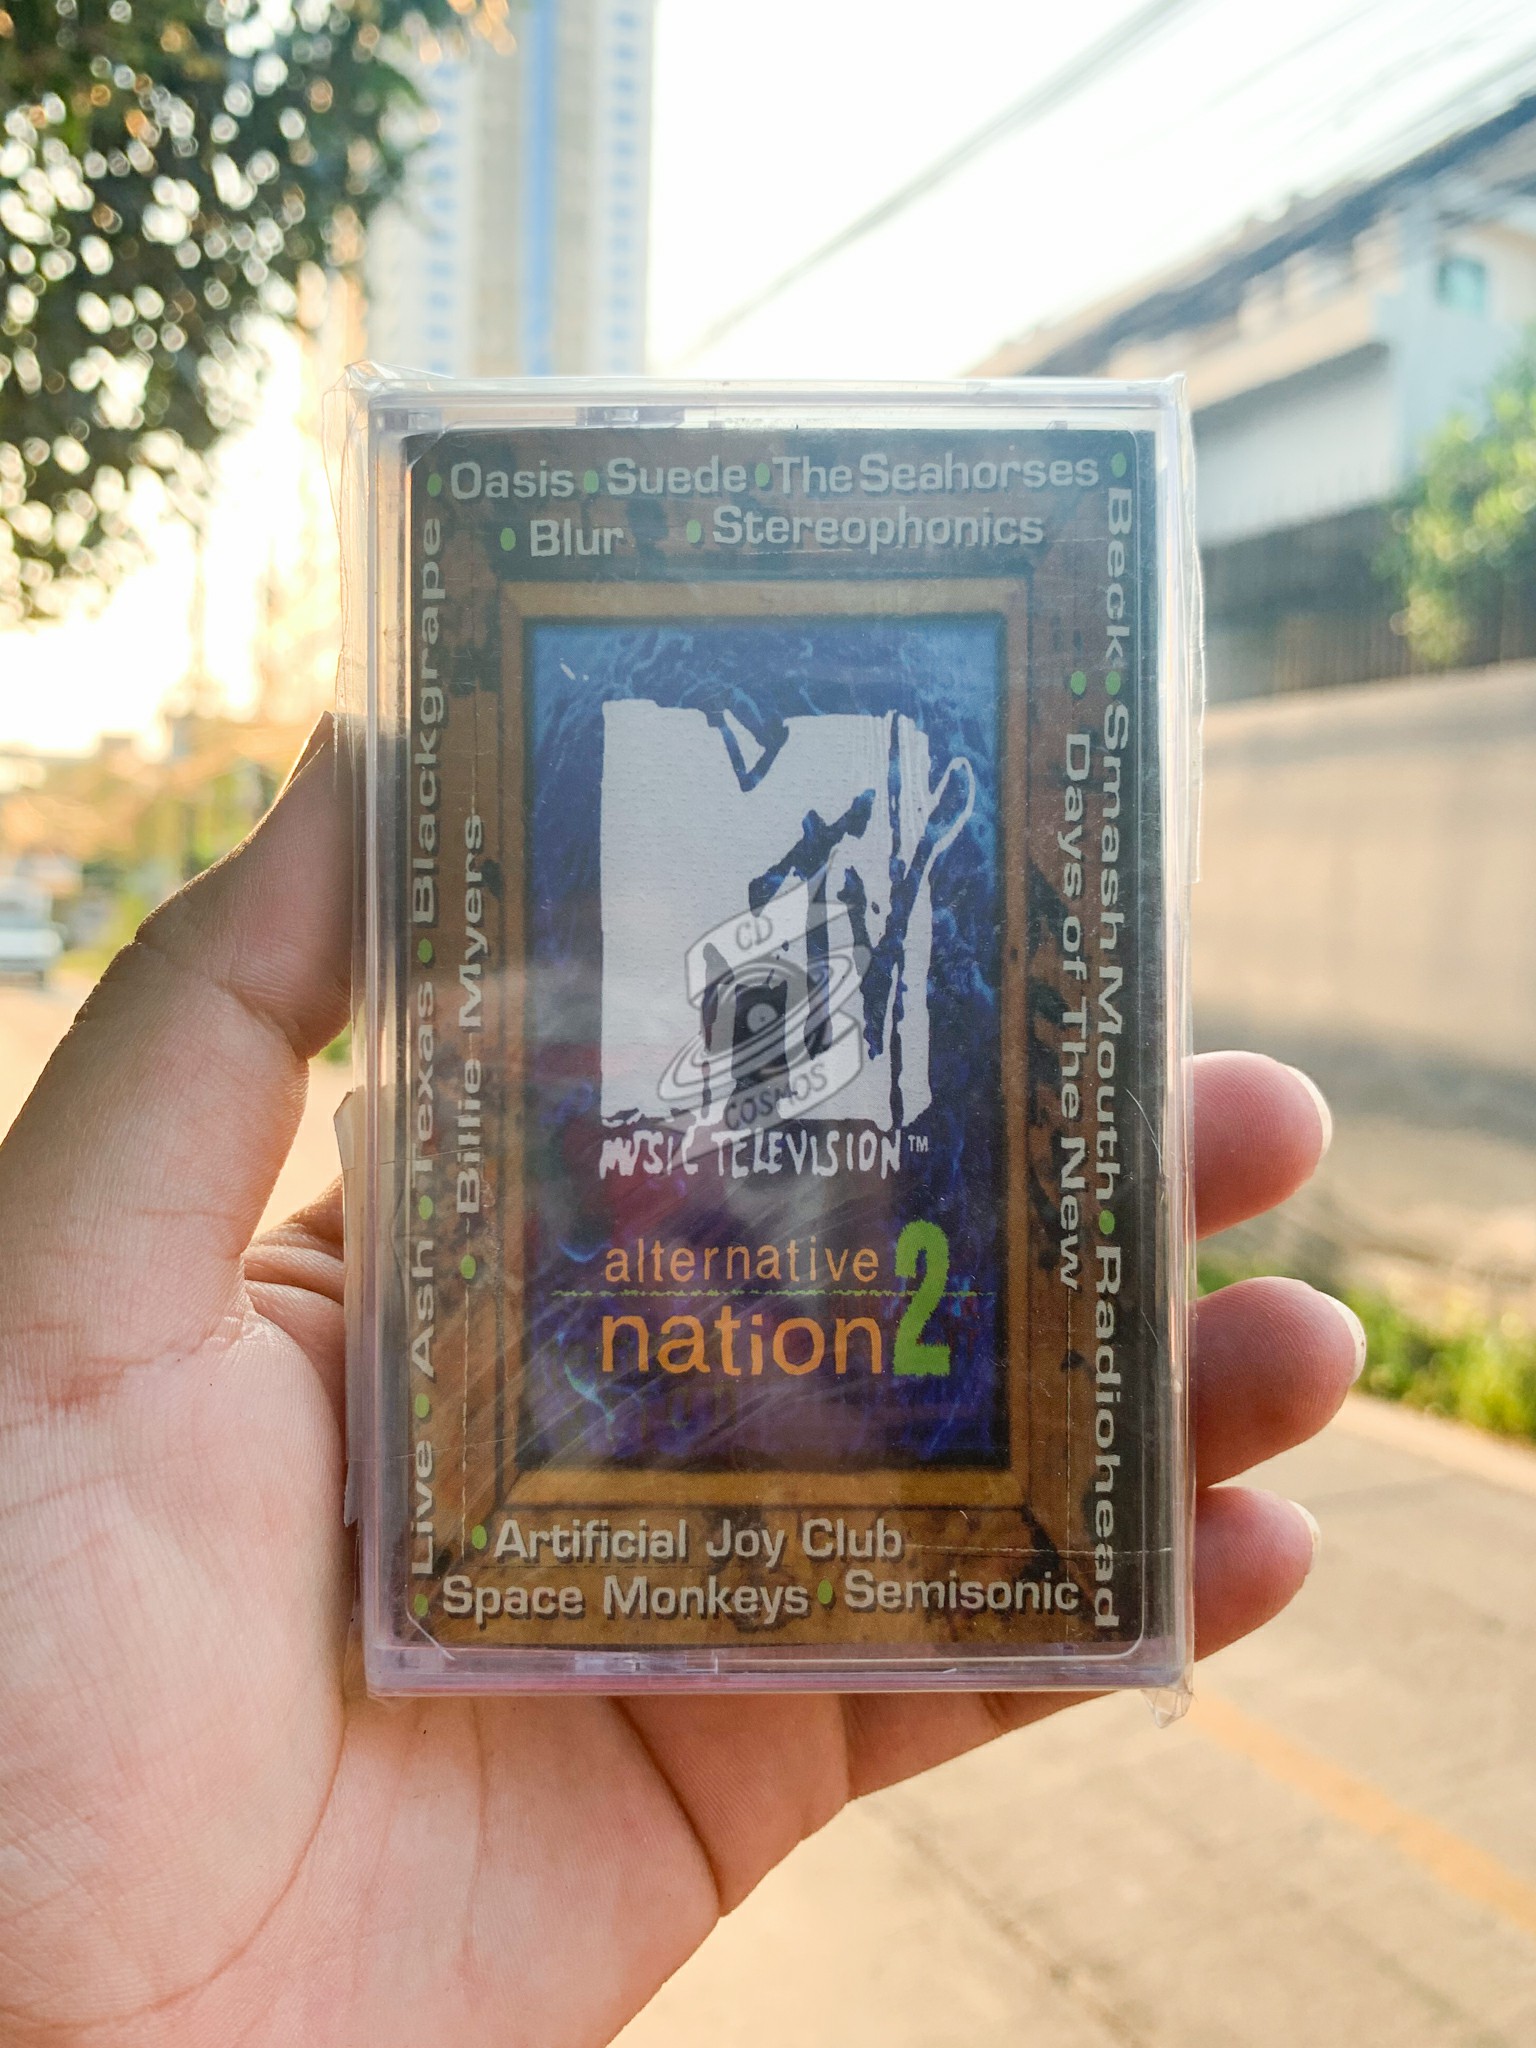 • Oasis • Suede • The Seahorses •
• Blur • Stereophonics
Beck • Smash Mouth • Radiohead
• Days of The New
Live • Ash • Texas • Blackgrape
• Billie Myers
MUSIC TELEVISION™
alternative
nation 2
• Artificial Joy Club
• Space Monkeys • Semisonic
CD
COSMOS